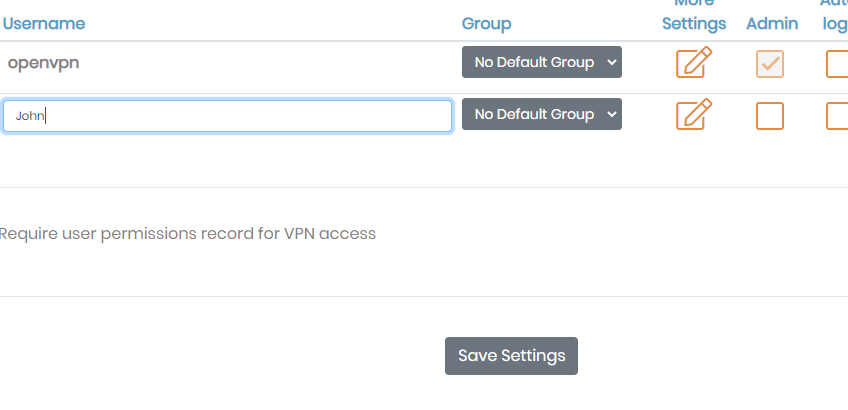 More
Username Group Settings Admin
openvpn No Default Group
John No Default Group
Require user permissions record for VPN access
Save Settings